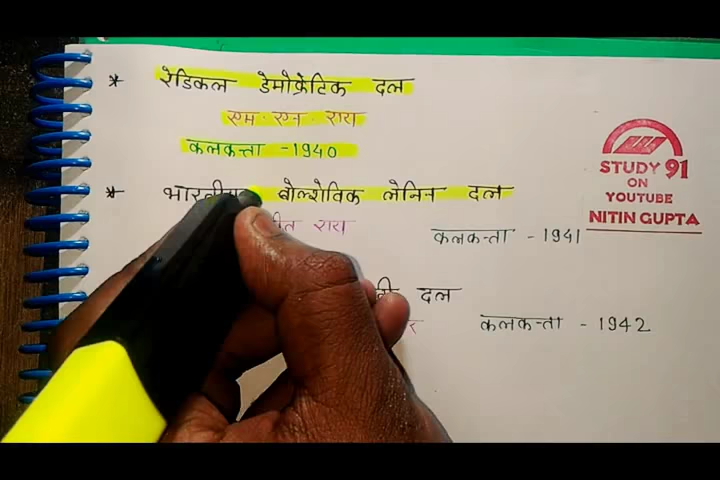 * रेडिकल डेमोक्रेटिक दल
एम. एन. राय
कलकत्ता - 1940
* बोल्शेविक लेनिन दल
राय कलकत्ता - 1941
दल
कलकत्ता - 1942
STUDY 91
ON
YOUTUBE
NITIN GUPTA